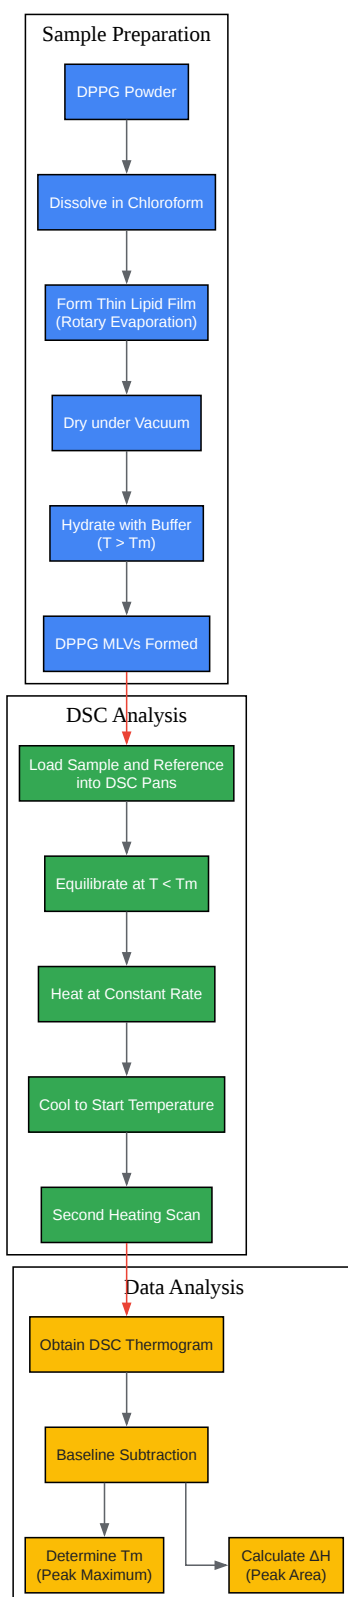 Sample Preparation
DPPG Powder
Dissolve in Chloroform
Form Thin Lipid Film
(Rotary Evaporation)
Dry under Vacuum
Hydrate with Buffer
(T > Tm)
DPPG MLVs Formed
DSC Analysis
Load Sample and Reference
into DSC Pans
Equilibrate at T < Tm
Heat at Constant Rate
Cool to Start Temperature
Second Heating Scan
Data Analysis
Obtain DSC Thermogram
Baseline Subtraction
Determine Tm
(Peak Maximum)
Calculate ΔH
(Peak Area)